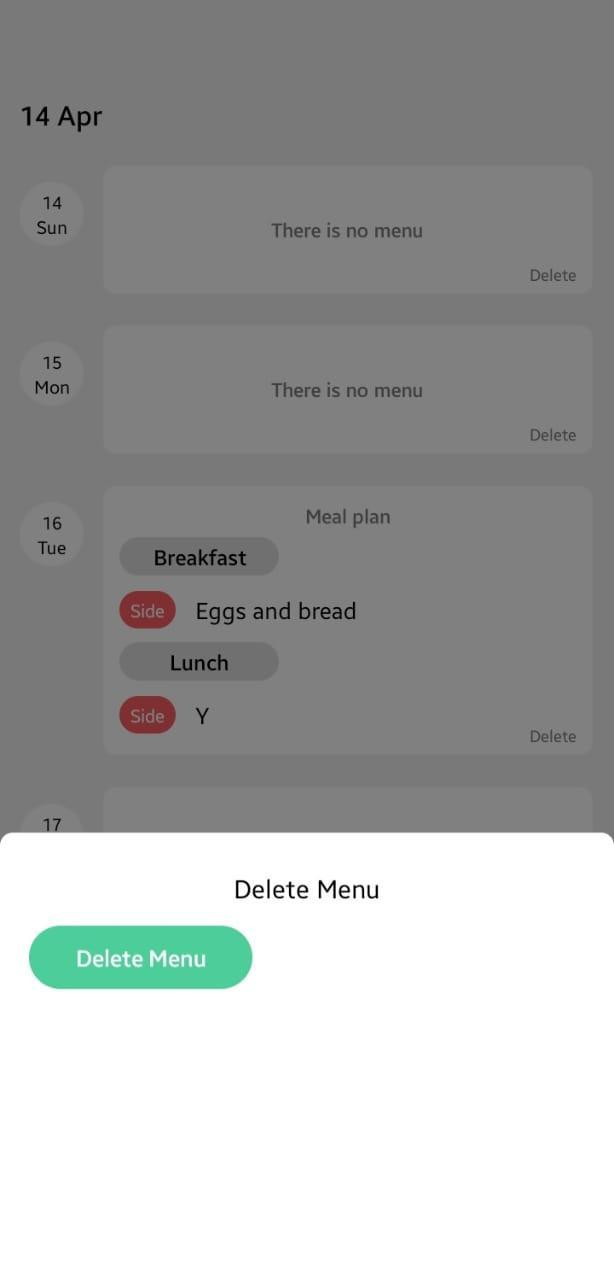 14 Apr
14
Sun
There is no menu
Delete
15
Mon
There is no menu
Delete
16
Tue
Meal plan
Breakfast
Side Eggs and bread
Lunch
Side Y
Delete
17
Delete Menu
Delete Menu